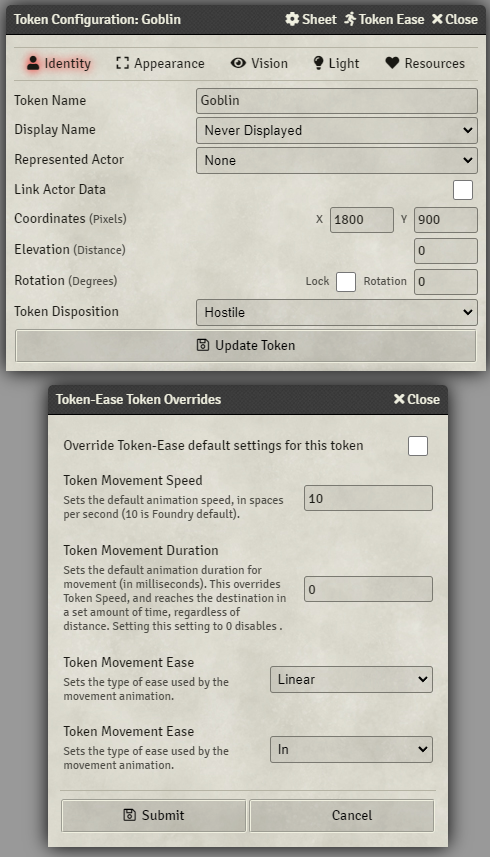 Token Configuration: Goblin Sheet Token Ease Close
Identity Appearance Vision Light Resources
Token Name Goblin
Display Name Never Displayed
Represented Actor None
Link Actor Data
Coordinates (Pixels) X 1800 Y 900
Elevation (Distance) 0
Rotation (Degrees) Lock Rotation 0
Token Disposition Hostile
Update Token
Token-Ease Token Overrides Close
Override Token-Ease default settings for this token
Token Movement Speed
Sets the default animation speed, in spaces
per second (10 is Foundry default).
10
Token Movement Duration
Sets the default animation duration for
movement (in milliseconds). This overrides
Token Speed, and reaches the destination in
a set amount of time, regardless of
distance. Setting this setting to 0 disables .
0
Token Movement Ease
Sets the type of ease used by the
movement animation.
Linear
Token Movement Ease
Sets the type of ease used by the
movement animation.
In
Submit Cancel